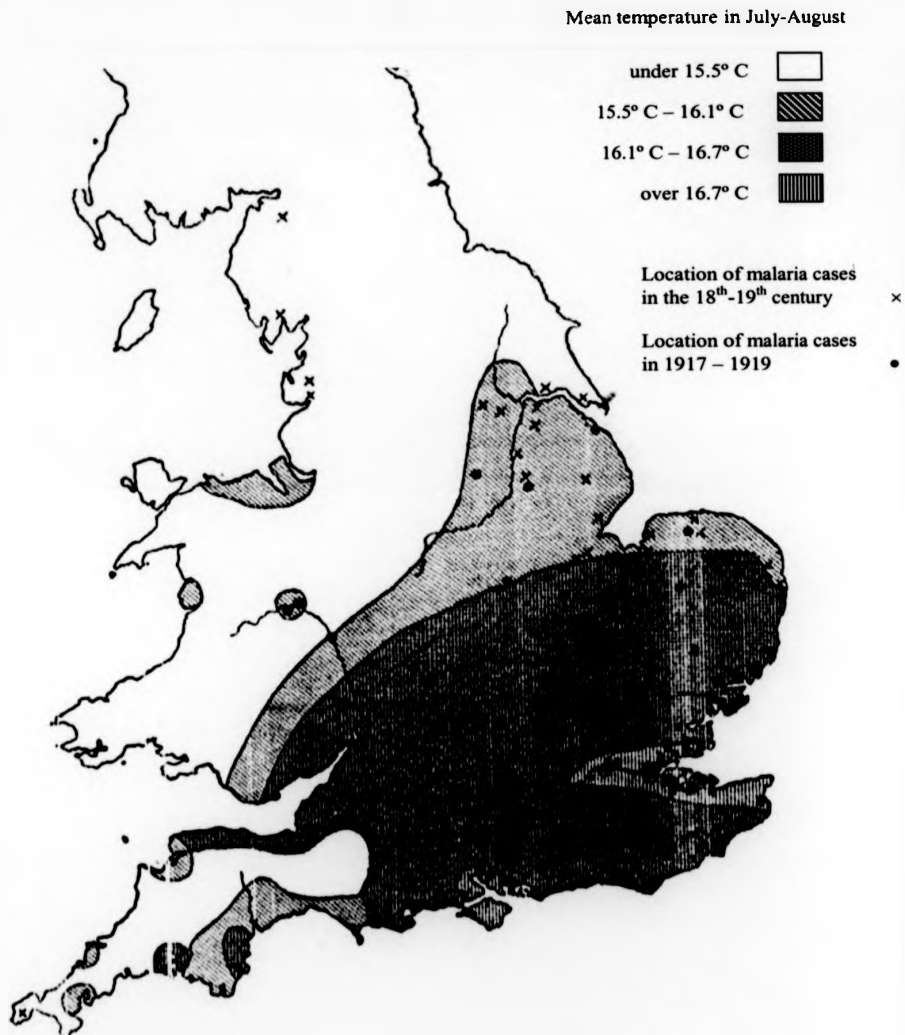 Mean temperature in July-August
under 15.5° C
15.5° C – 16.1° C
16.1° C – 16.7° C
over 16.7° C
Location of malaria cases
in the 18th-19th century
Location of malaria cases
in 1917 – 1919